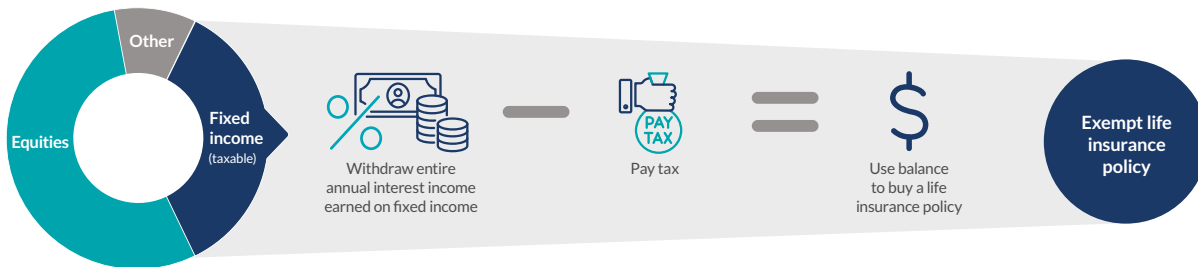 Other
Equities
Fixed
income
(taxable)
Withdraw entire
annual interest income
earned on fixed income
PAY
TAX
Pay tax
Use balance
to buy a life
insurance policy
Exempt life
insurance
policy